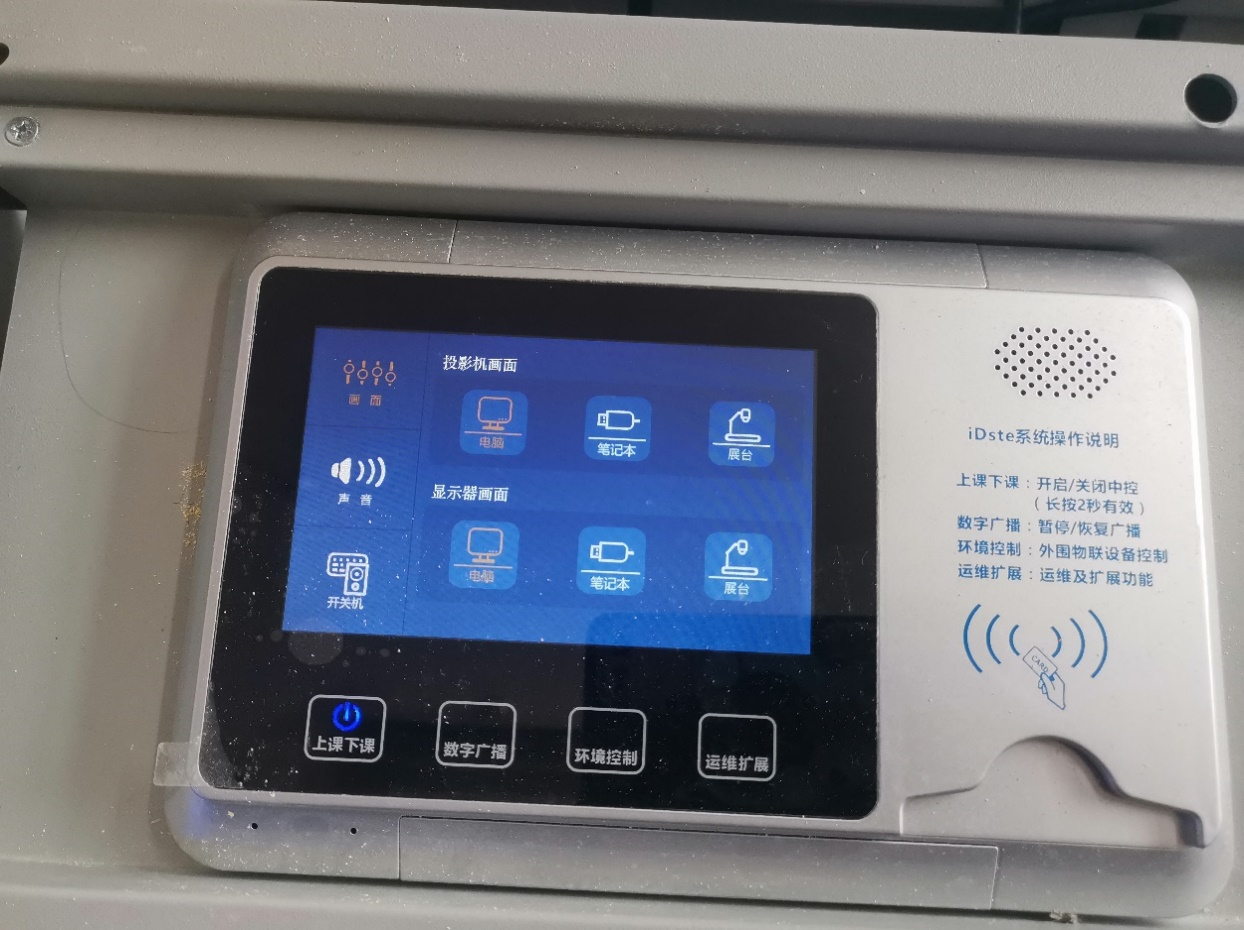 画面
声音
开关机
投影机画面
电脑 笔记本 展台
显示器画面
电脑 笔记本 展台
上课下课 数字广播 环境控制 运维扩展
iDste系统操作说明
上课下课：开启/关闭中控
（长按2秒有效）
数字广播：暂停/恢复广播
环境控制：外围物联设备控制
运维扩展：运维及扩展功能
CARD